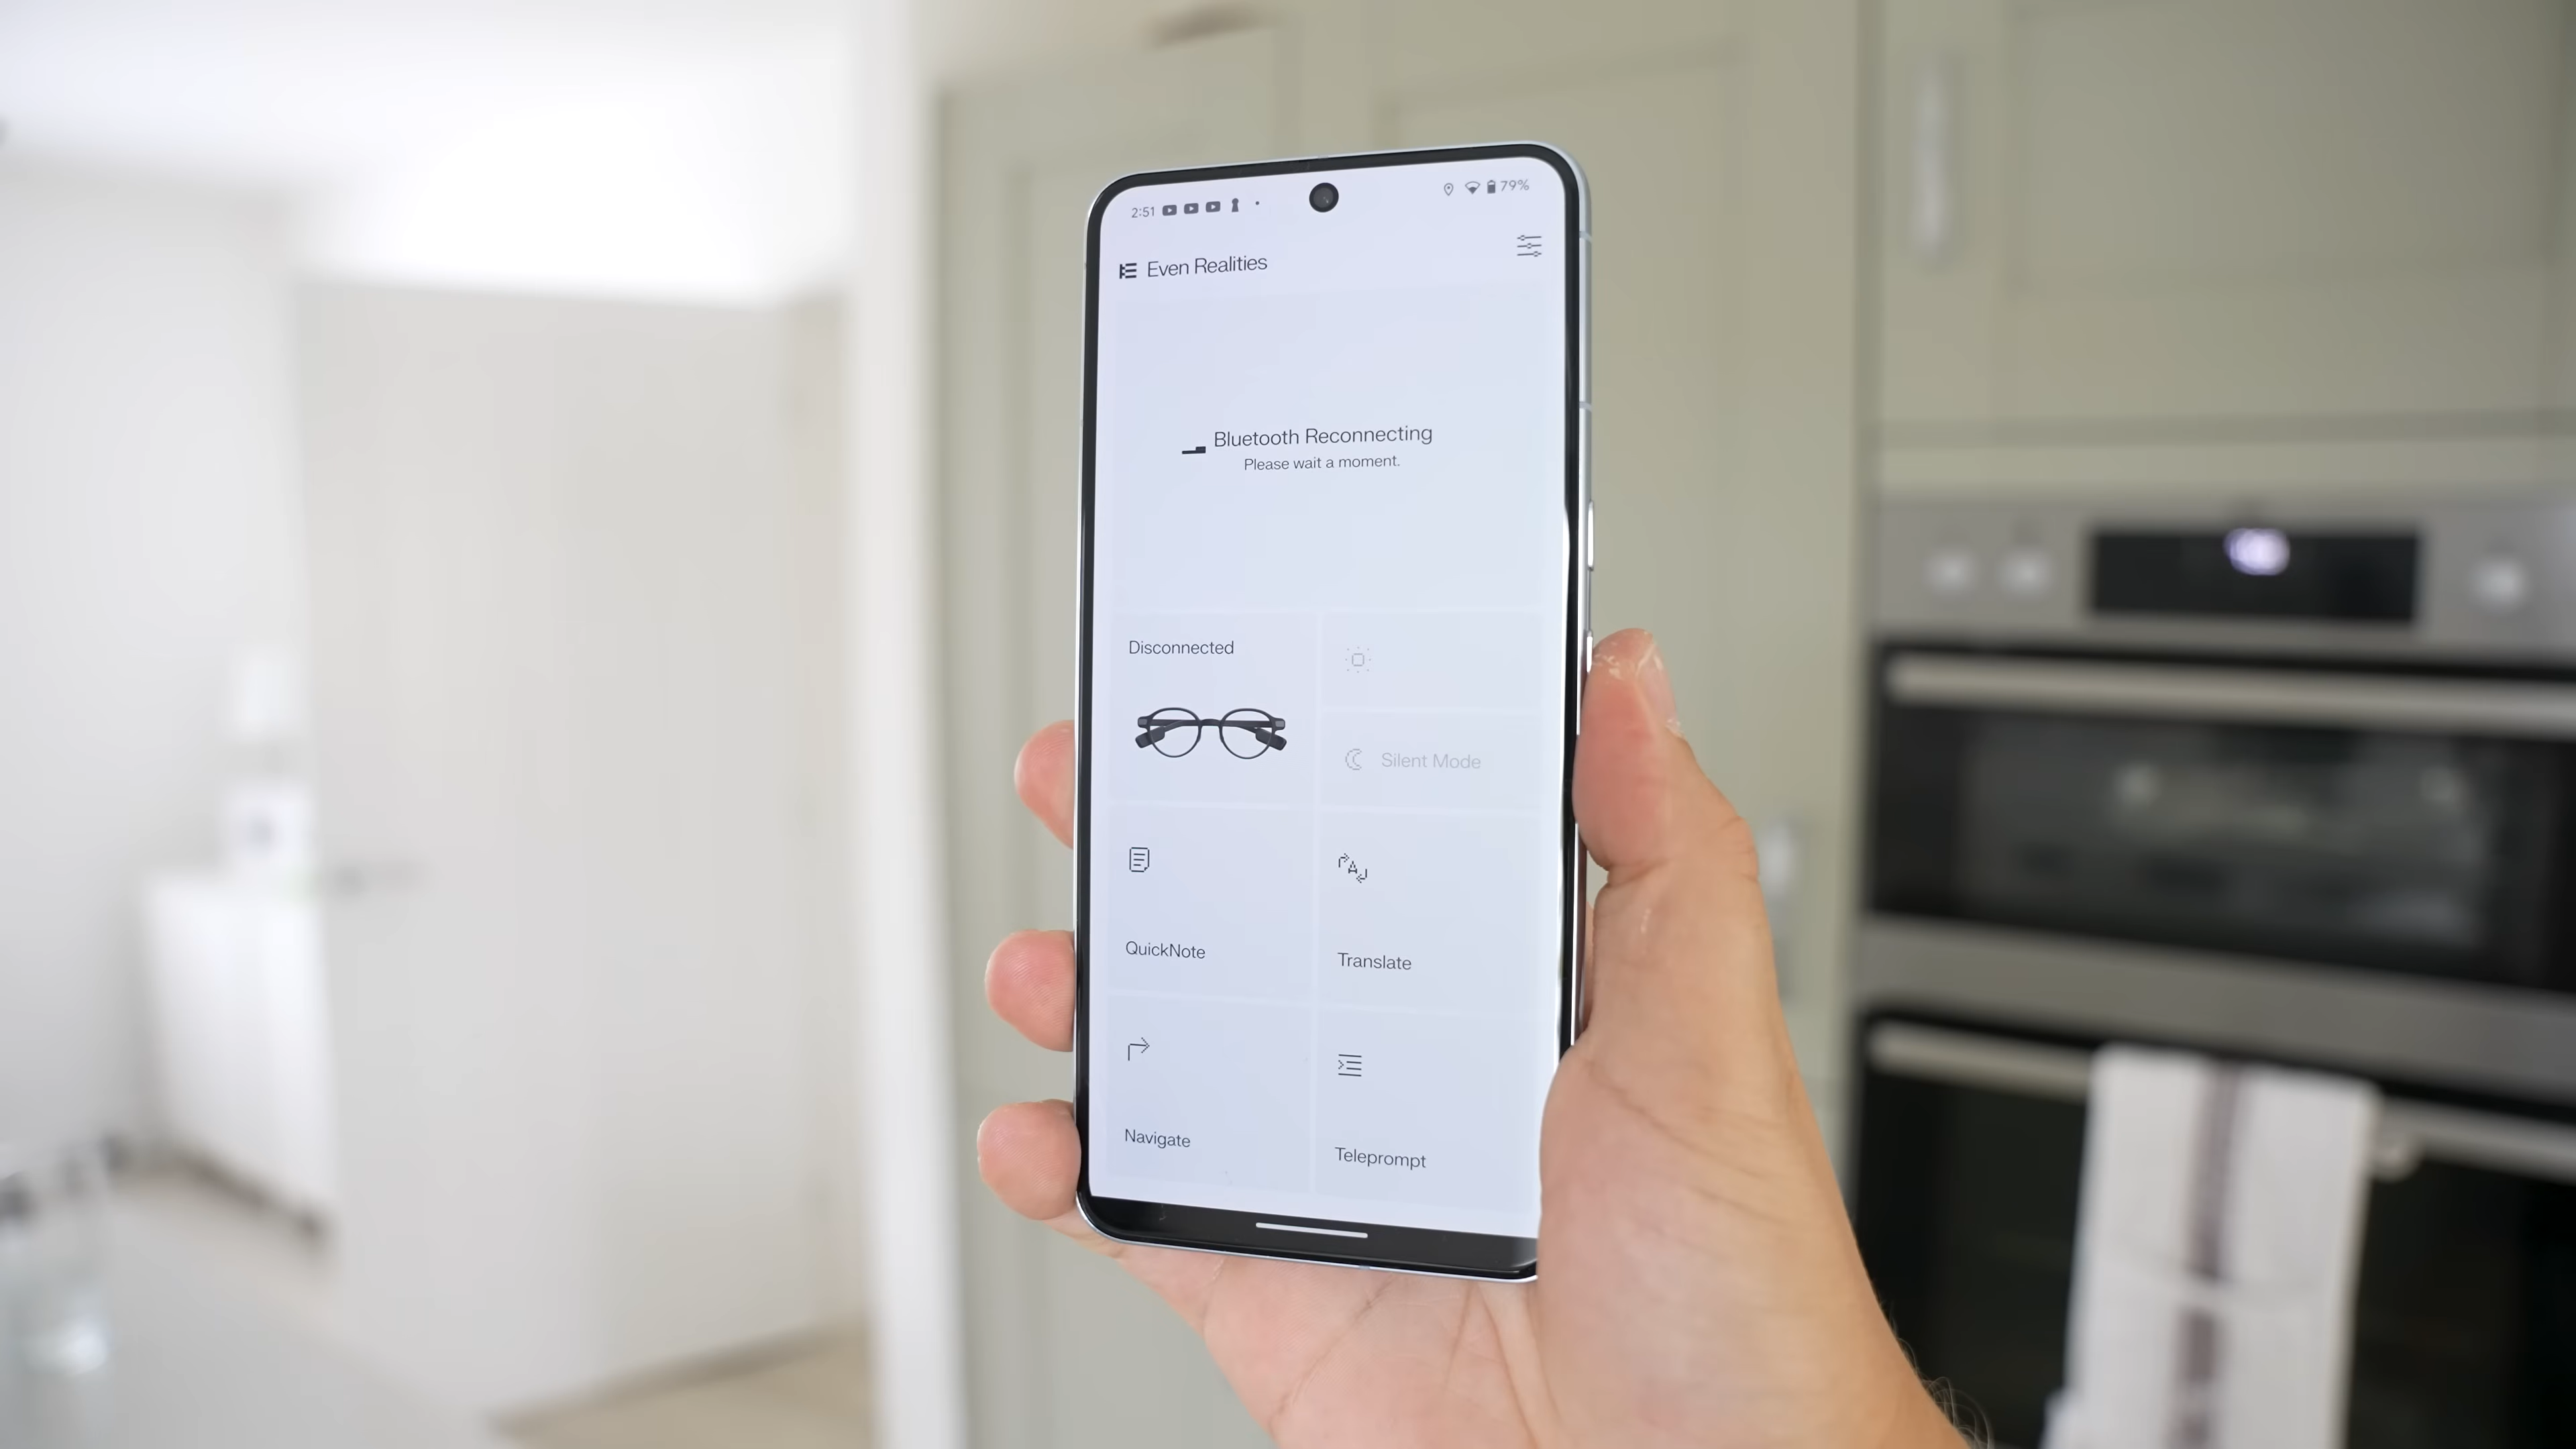 2:51
79%
Even Realities
Bluetooth Reconnecting
Please wait a moment.
Disconnected
Silent Mode
QuickNote
Translate
Navigate
Teleprompt